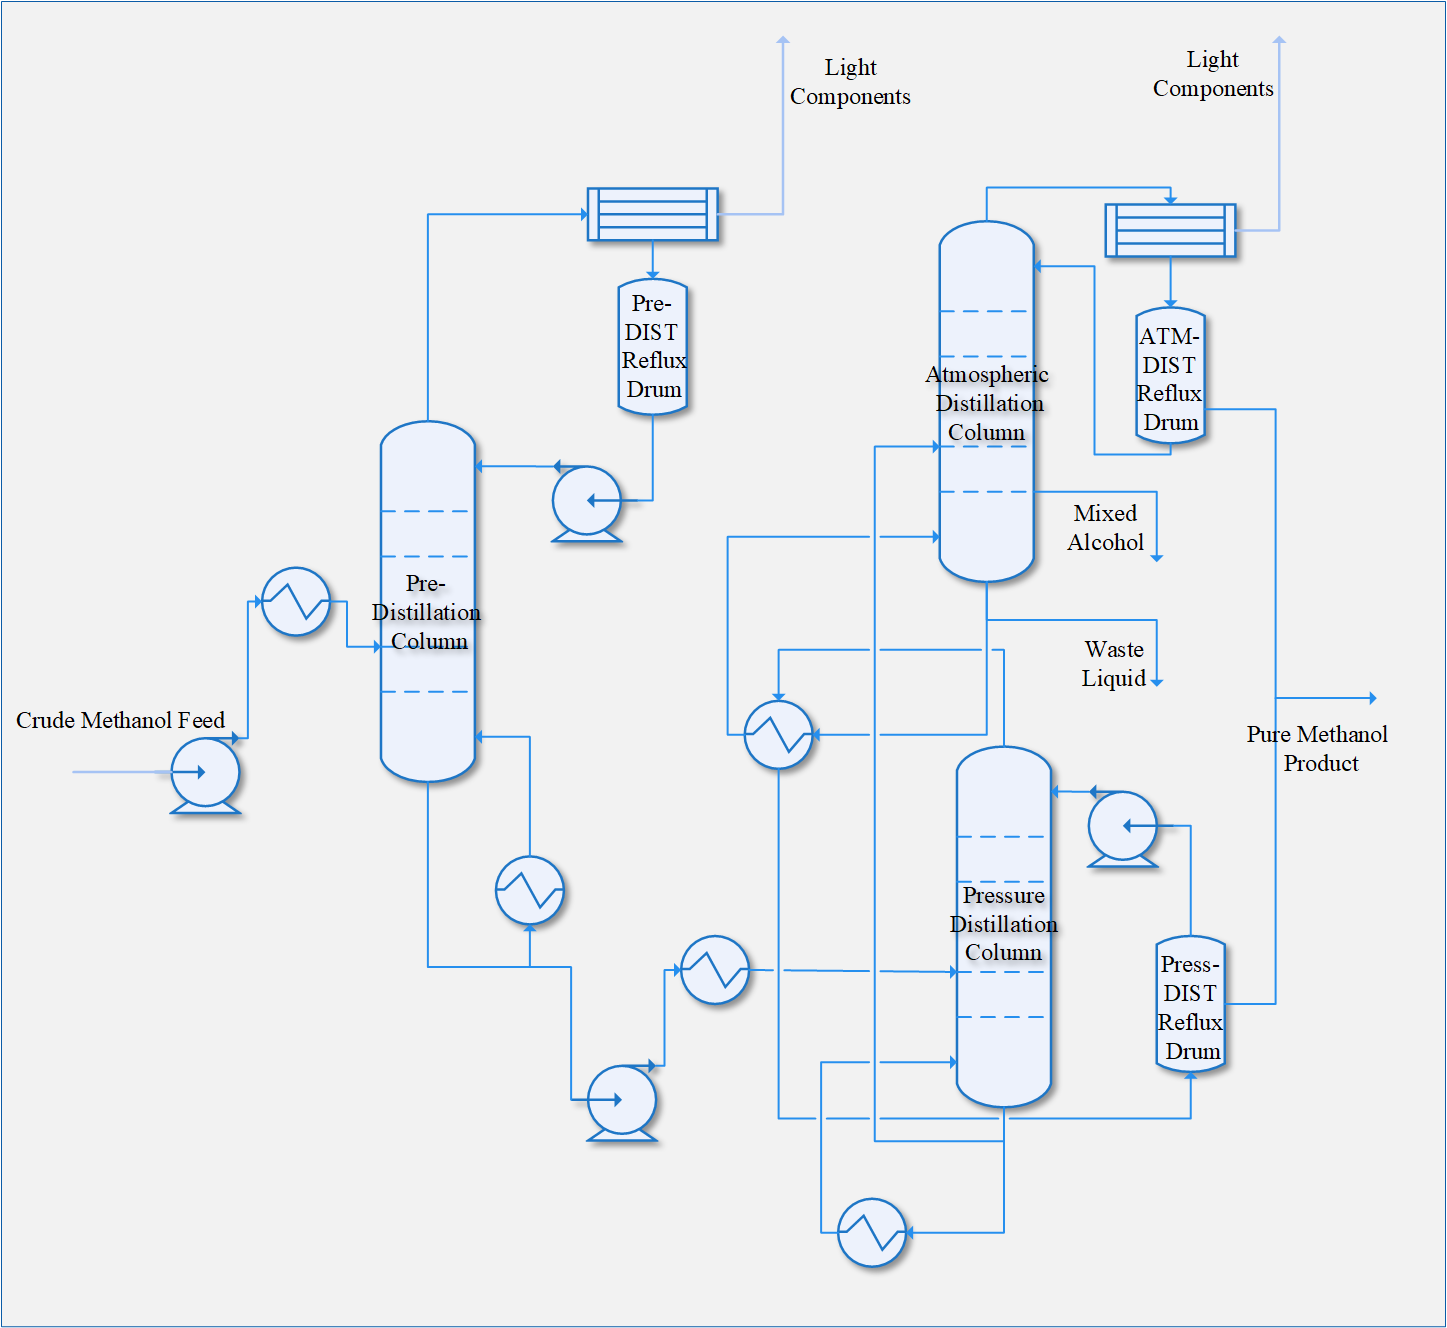 Light
Components
Light
Components
Pre-
DIST
Reflux
Drum
ATM-
DIST
Reflux
Drum
Atmospheric
Distillation
Column
Mixed
Alcohol
Pre-
Distillation
Column
Waste
Liquid
Crude Methanol Feed
Pure Methanol
Product
Pressure
Distillation
Column
Press-
DIST
Reflux
Drum